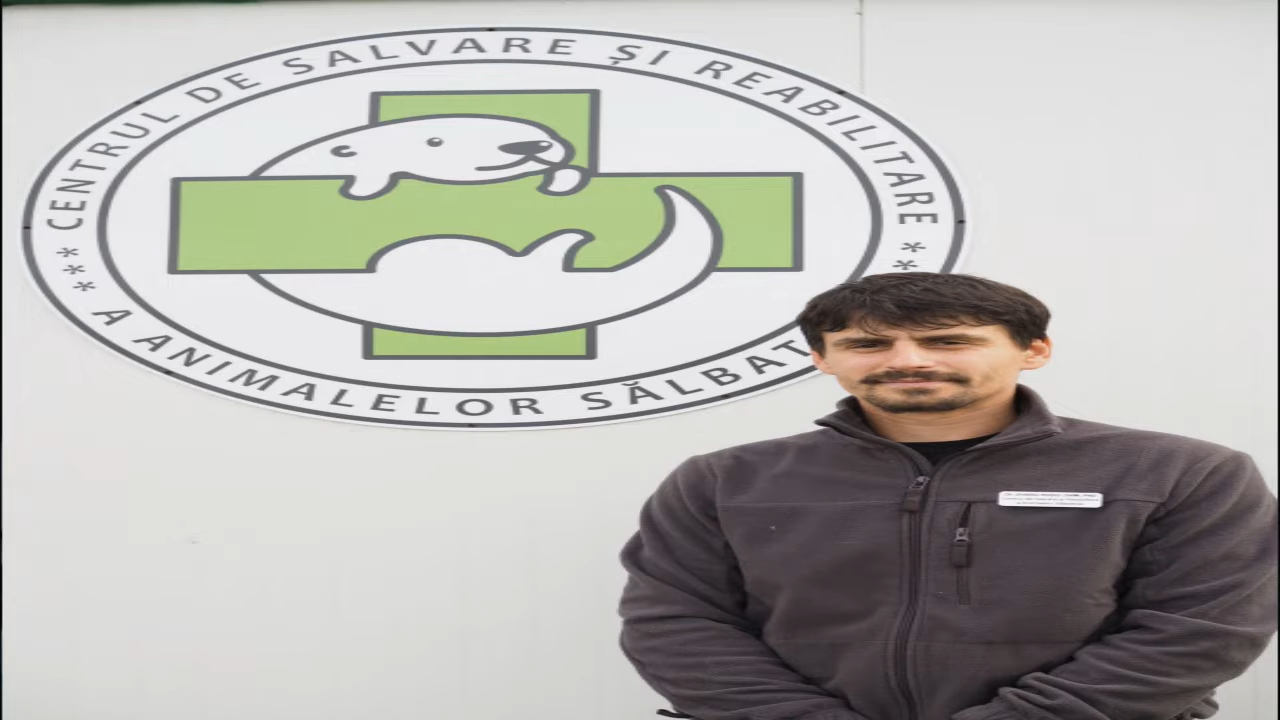 CENTRUL DE SALVARE ȘI REABILITARE
*** A ANIMALELOR SĂLBAT
***